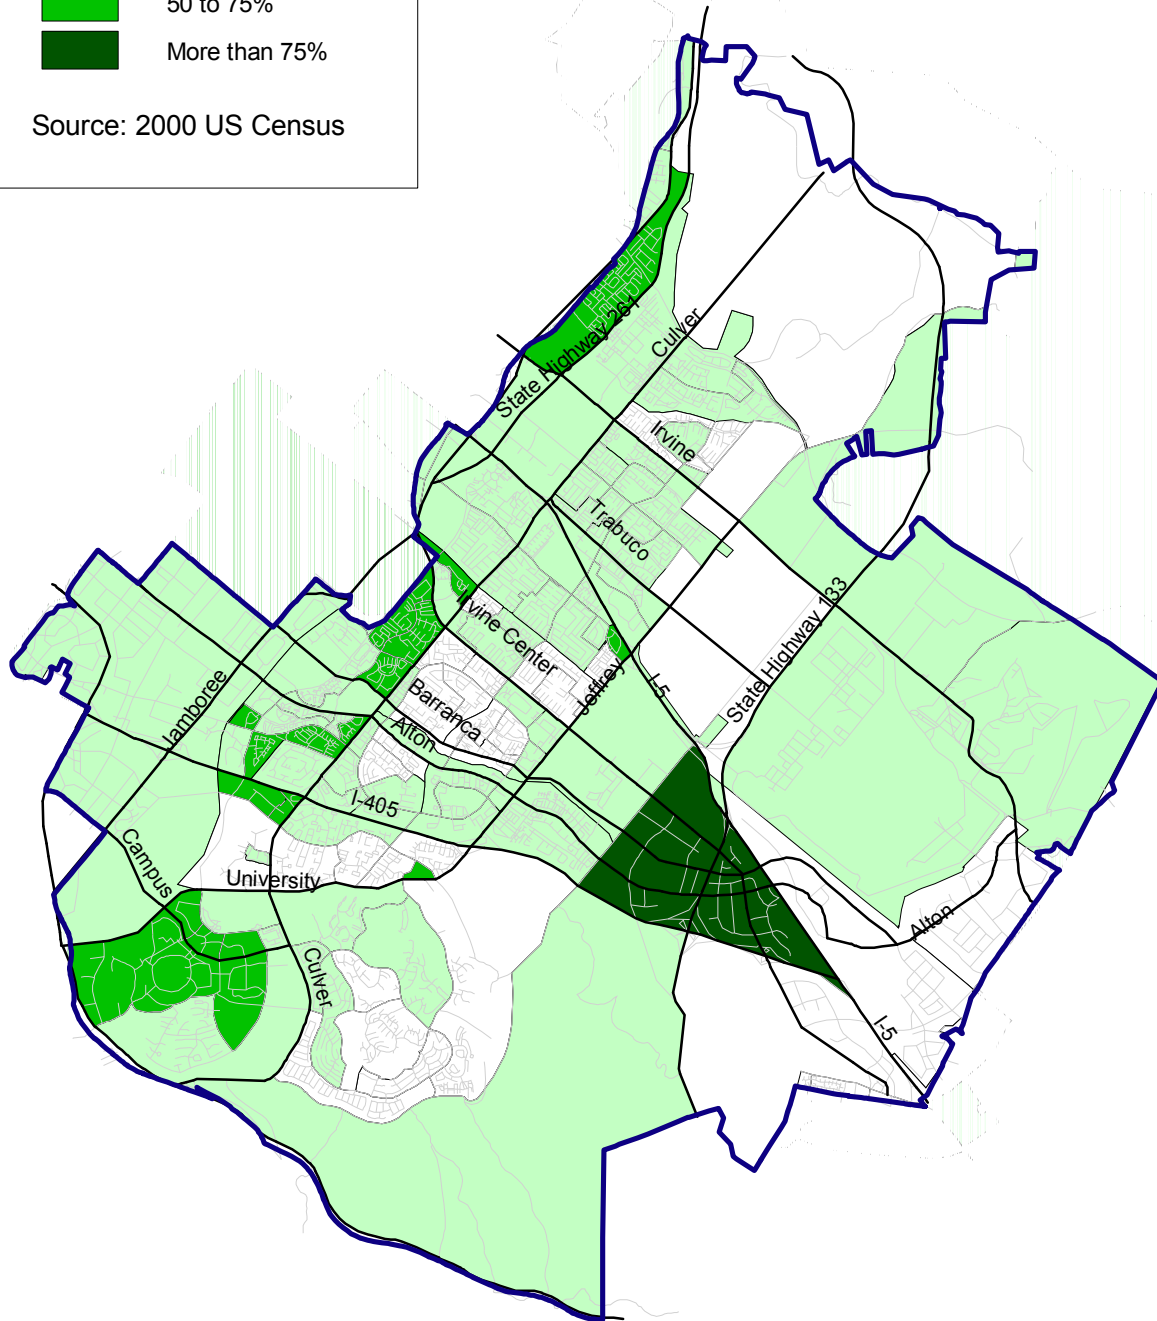 50 to 75%
More than 75%
Source: 2000 US Census
State Highway 261
Culver
Irvine
Trabuco
Irvine Center
State Highway 133
Jeffrey
I-5
Barranca
Alton
Jamboree
I-405
Campus
University
Culver
Alton
I-5